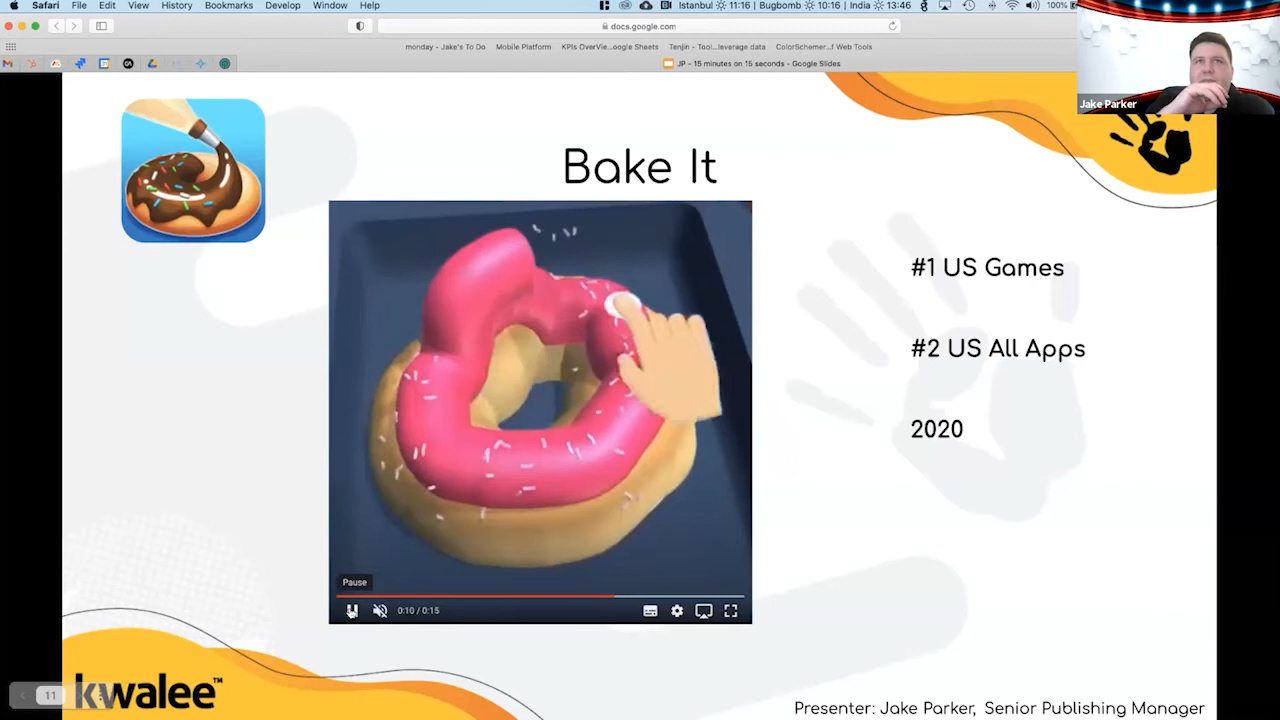 Safari File Edit View History Bookmarks Develop Window Help
Istanbul 11:16 Bugbomb 10:16 India 13:46 100%
docs.google.com
monday - Jake's To Do Mobile Platform KPIs OverVie...oogle Sheets Tenjin - Tool...leverage data ColorSchemer...f Web Tools
JP - 15 minutes on 15 seconds - Google Slides
Jake Parker
Bake It
#1 US Games
#2 US All Apps
2020
Pause
0:10 / 0:15
11
kwalee™
Presenter: Jake Parker, Senior Publishing Manager